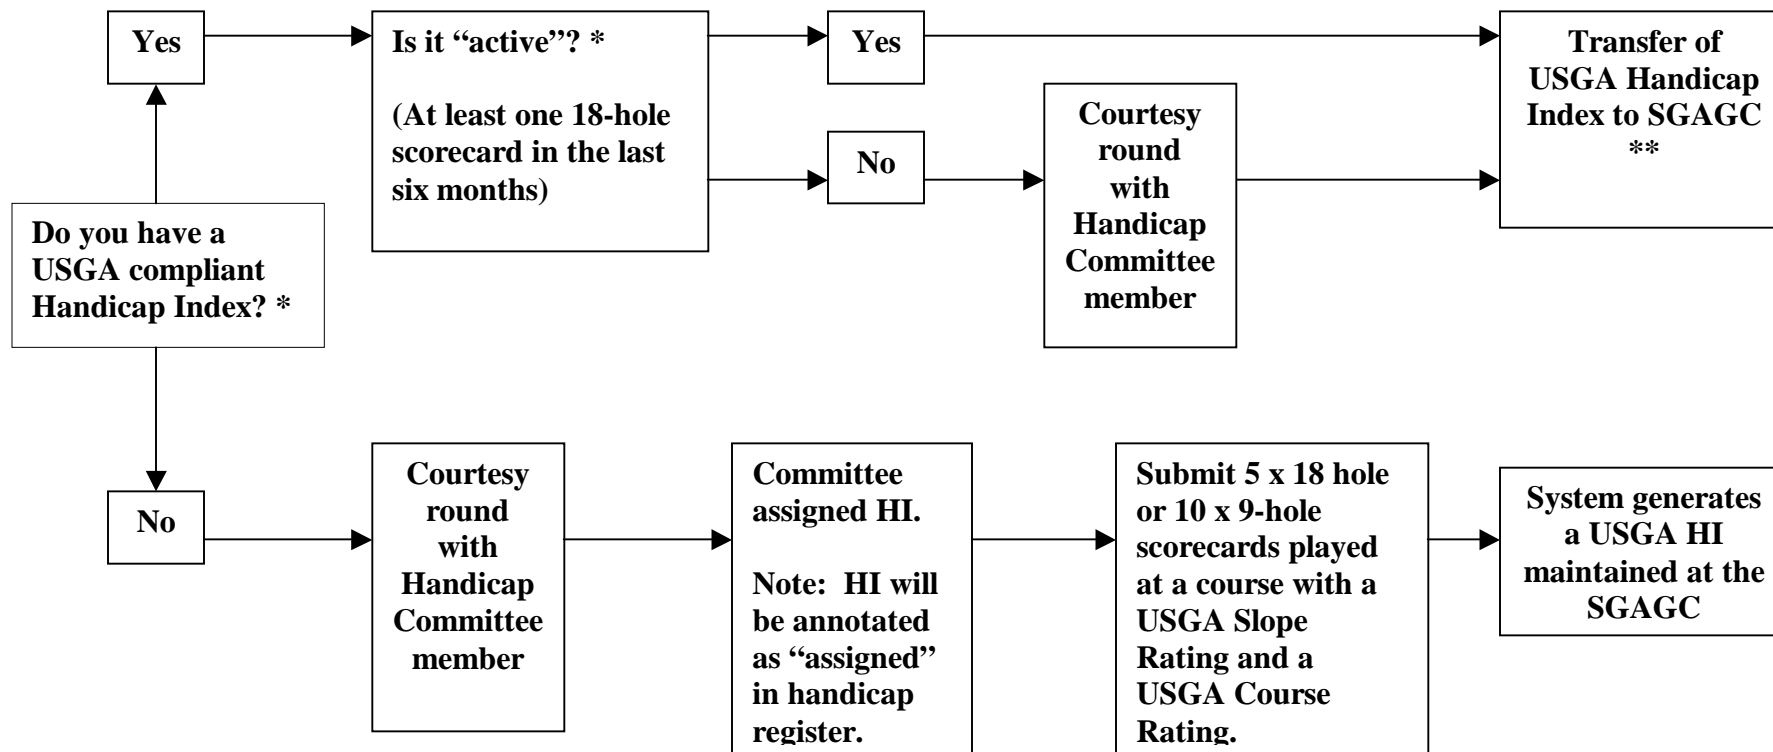 Yes
Is it “active”? *
(At least one 18-hole
scorecard in the last
six months)
Yes
No
Courtesy
round
with
Handicap
Committee
member
Transfer of
USGA Handicap
Index to SGAGC
**
Do you have a
USGA compliant
Handicap Index? *
No
Courtesy
round
with
Handicap
Committee
member
Committee
assigned HI.
Note:  HI will
be annotated
as “assigned”
in handicap
register.
Submit 5 x 18 hole
or 10 x 9-hole
scorecards played
at a course with a
USGA Slope
Rating and a
USGA Course
Rating.
System generates
a USGA HI
maintained at the
SGAGC